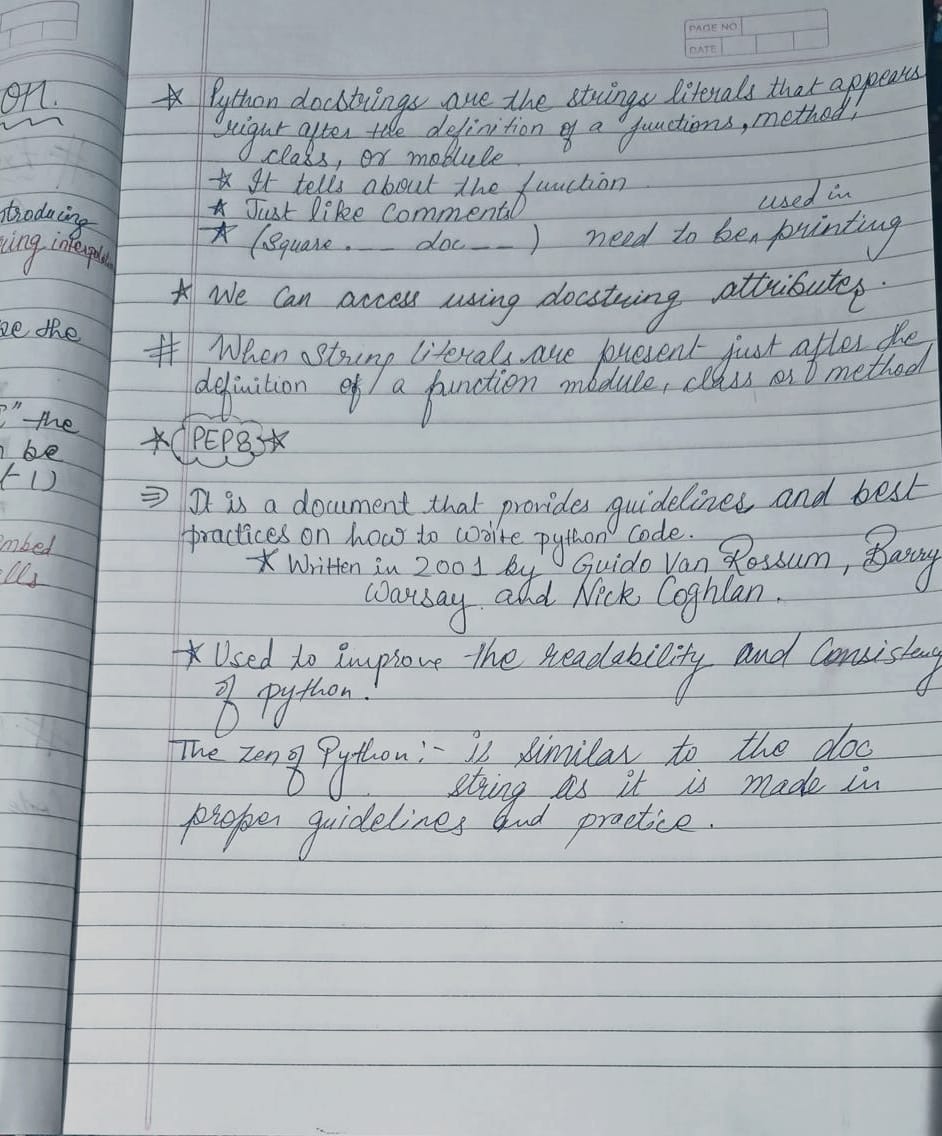 PAGE NO
DATE
on.
★ Python docstrings are the strings literals that appears
right after the definition of a functions, method,
class, or module
★ It tells about the function
★ Just like comments
used in
★ (Square .__ doc __) need to be printing
★ We can access using docstring attributes.
# When string literals are present just after the
definition of a function module, class or method
★ PEP8 ★
⇒ It is a document that provides guidelines and best
practices on how to write python code.
★ Written in 2001 by Guido Van Rossum, Barry
Warsay and Nick Coghlan.
★ Used to improve the readability and Consistency
of python.
The zen of Python:- is similar to the doc
string as it is made in
proper guidelines and practice.
ntroducing
ring
the
" the
be
(-1)